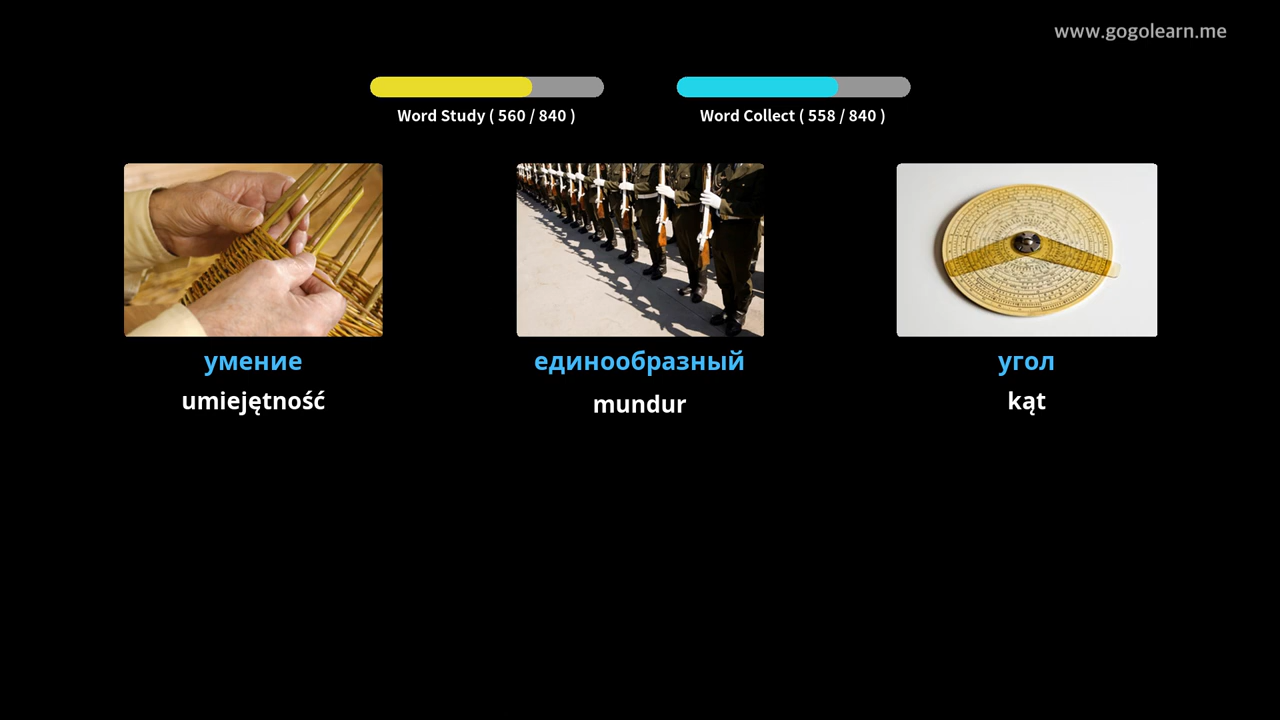 www.gogolearn.me
Word Study ( 560 / 840 )
Word Collect ( 558 / 840 )
умение
единообразный
угол
umiejętność
mundur
kąt